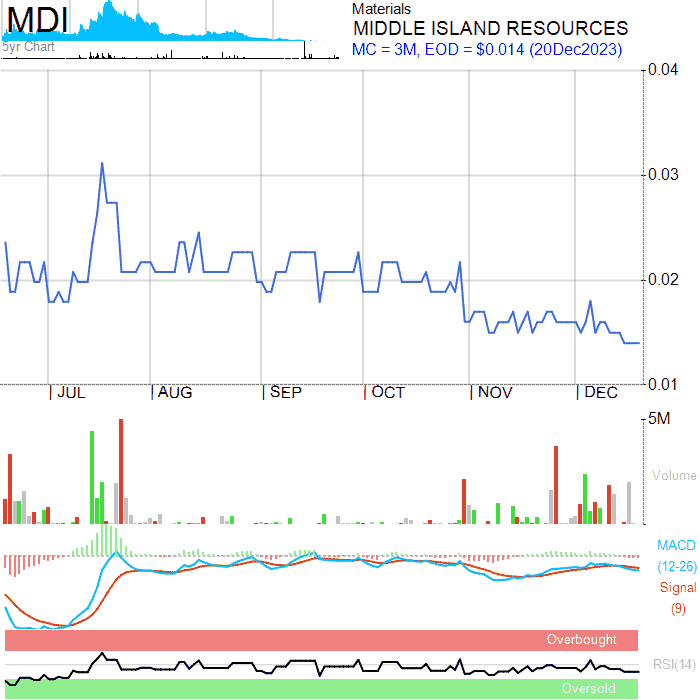 MDI
5yr Chart
Materials
MIDDLE ISLAND RESOURCES
MC = 3M, EOD = $0.014 (20Dec2023)
0.04
0.03
0.02
0.01
JUL AUG SEP OCT NOV DEC
5M
Volume
MACD
(12-26)
Signal
(9)
Overbought
RSI(14)
Oversold